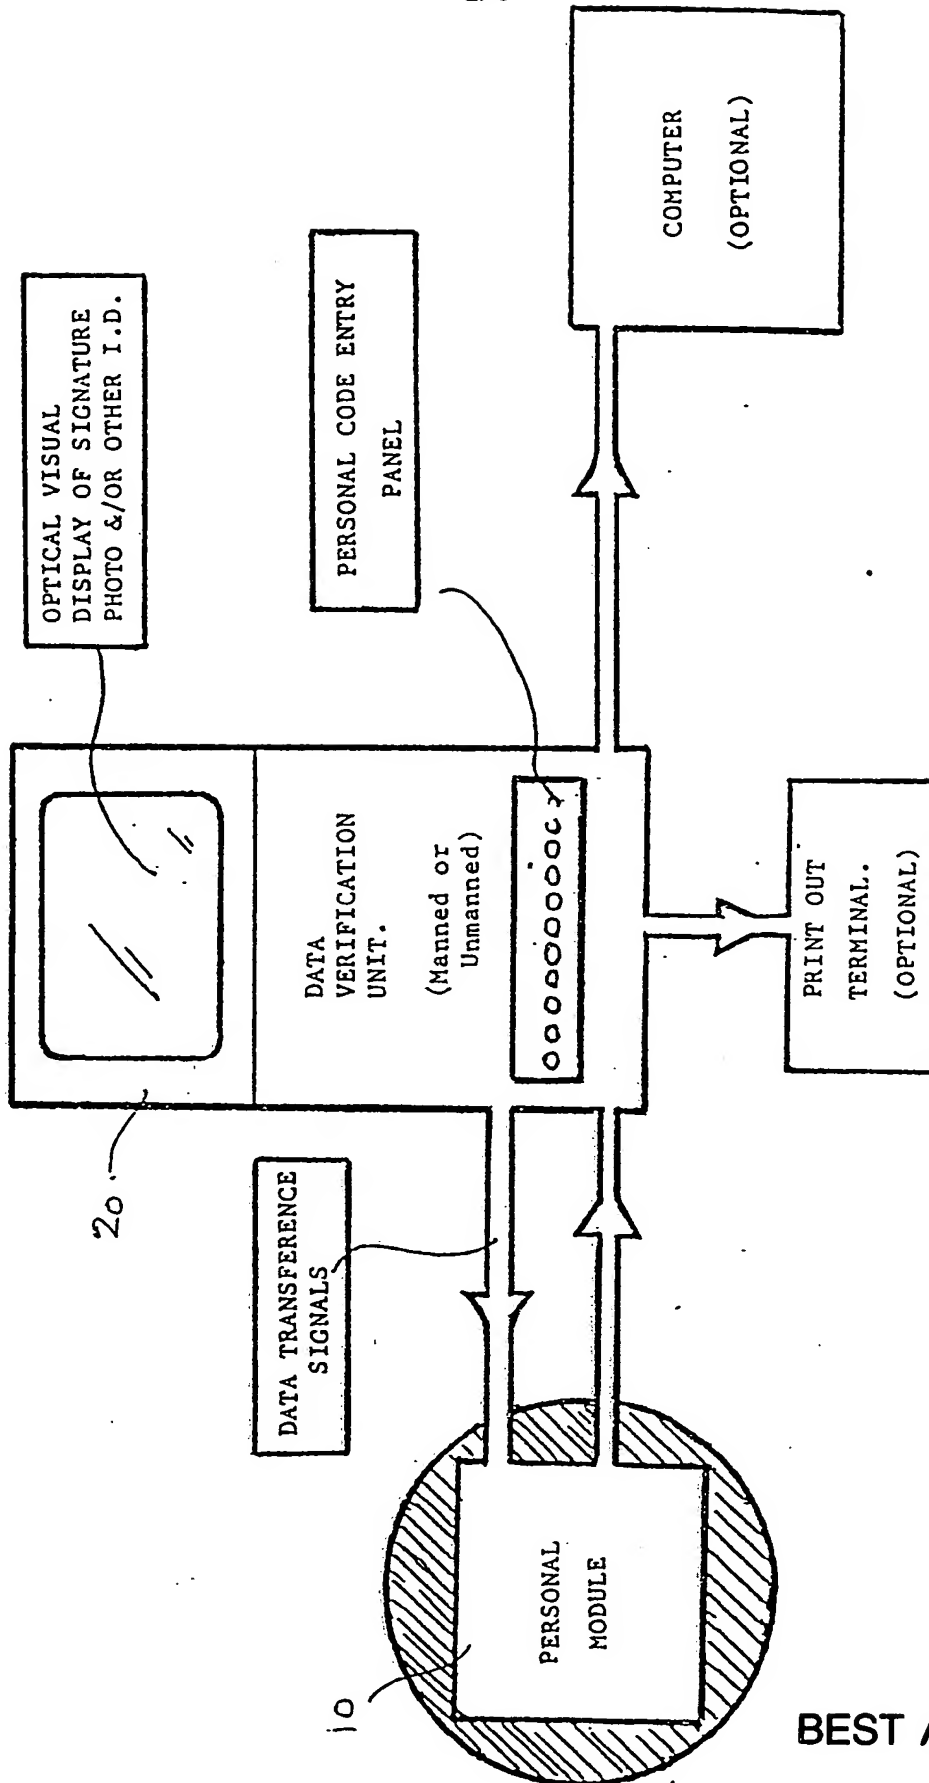 OPTICAL VISUAL
DISPLAY OF SIGNATURE
PHOTO &/OR OTHER I.D.
PERSONAL CODE ENTRY
PANEL
COMPUTER
(OPTIONAL)
20
DATA
VERIFICATION
UNIT.
(Manned or
Unmanned)
DATA TRANSFERENCE
SIGNALS
PRINT OUT
TERMINAL.
(OPTIONAL)
10
PERSONAL
MODULE
BEST